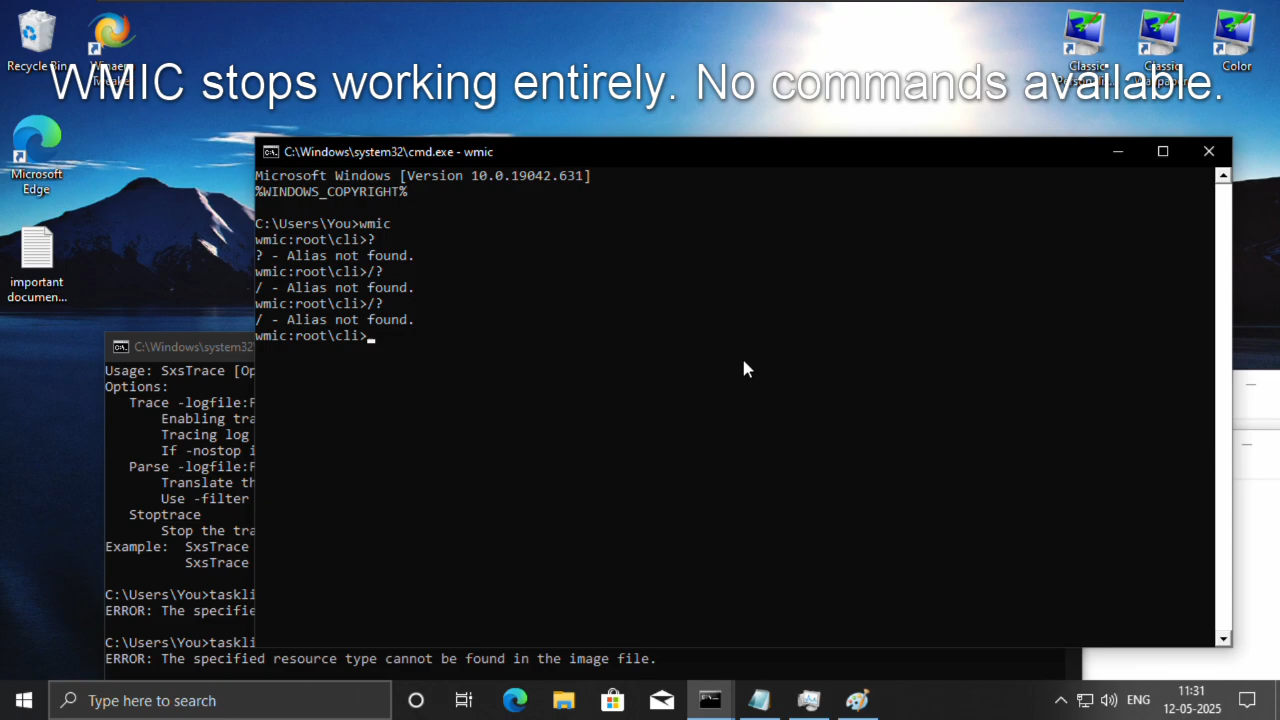 Recycle Bin
Classic
Classic
Color
WMIC stops working entirely. No commands available.
Microsoft
Edge
important
documen...
C:\Windows\system32\cmd.exe - wmic
Microsoft Windows [Version 10.0.19042.631]
%WINDOWS_COPYRIGHT%
C:\Users\You>wmic
wmic:root\cli>?
? - Alias not found.
wmic:root\cli>/?
/ - Alias not found.
wmic:root\cli>/?
/ - Alias not found.
wmic:root\cli>
C:\Windows\system32
Usage: SxsTrace [Op
Options:
Trace -logfile:F
Enabling tra
Tracing log
If -nostop i
Parse -logfile:F
Translate th
Use -filter
Stoptrace
Stop the tra
Example: SxsTrace
SxsTrace
C:\Users\You>taskli
ERROR: The specifie
C:\Users\You>taskli
ERROR: The specified resource type cannot be found in the image file.
Type here to search
ENG
11:31
12-05-2025